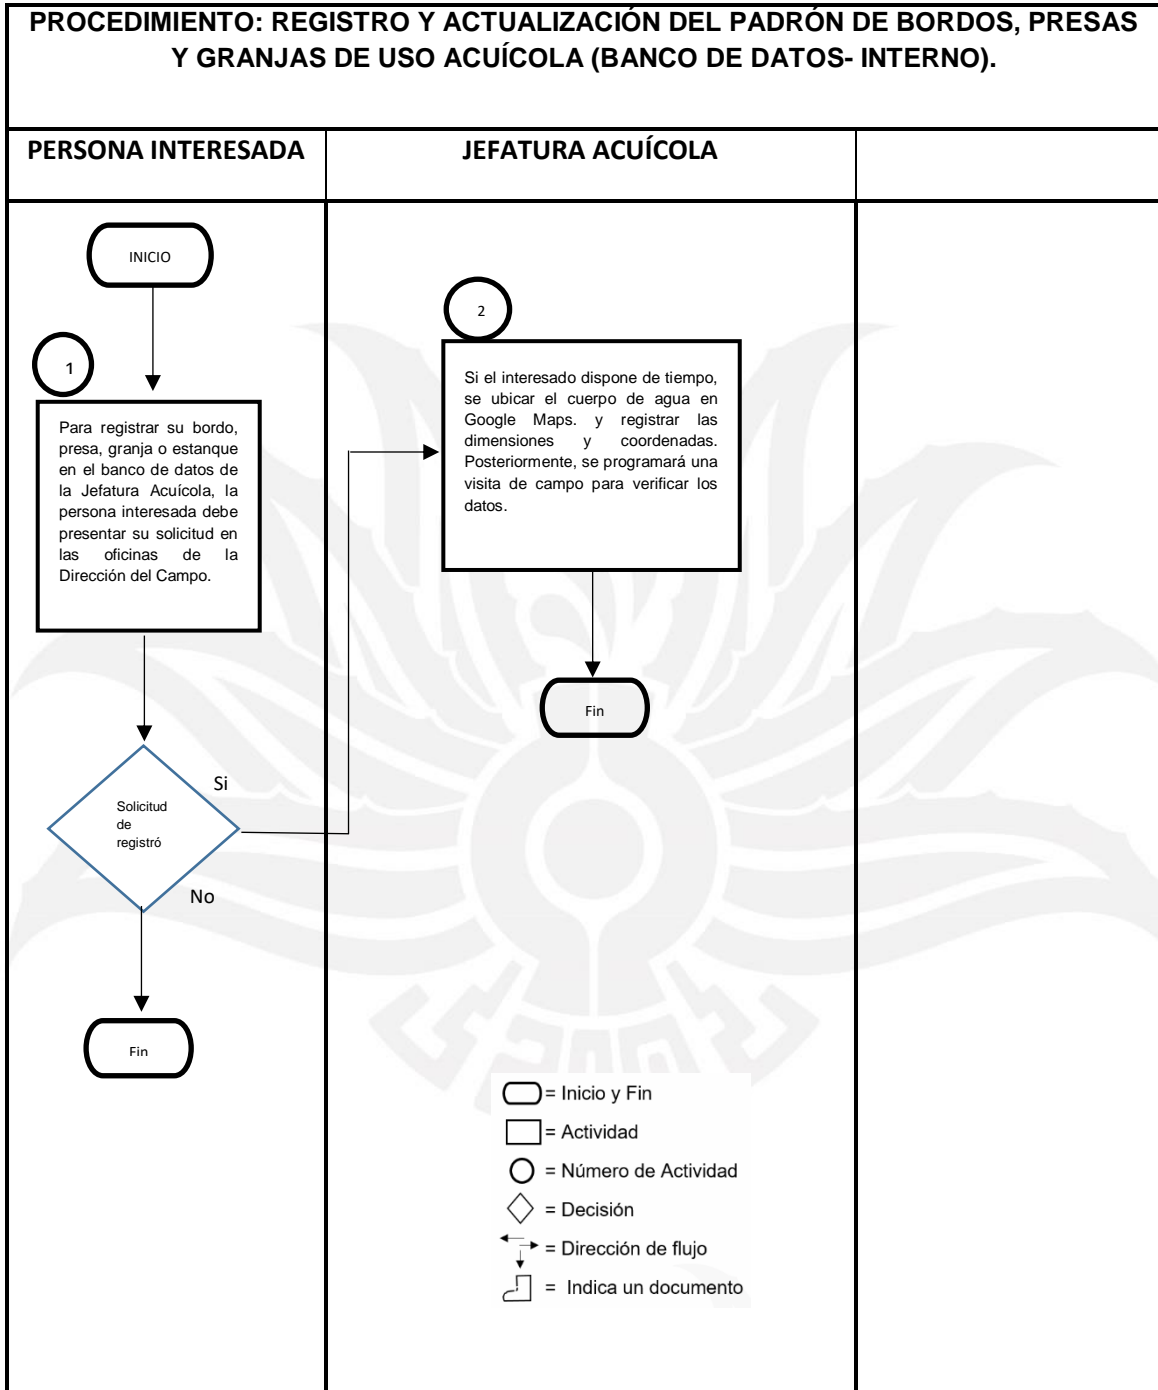 PROCEDIMIENTO: REGISTRO Y ACTUALIZACIÓN DEL PADRÓN DE BORDOS, PRESAS
Y GRANJAS DE USO ACUÍCOLA (BANCO DE DATOS- INTERNO).
PERSONA INTERESADA
JEFATURA ACUÍCOLA
INICIO
1
Para registrar su bordo,
presa, granja o estanque
en el banco de datos de
la Jefatura Acuícola, la
persona interesada debe
presentar su solicitud en
las oficinas de la
Dirección del Campo.
Solicitud
de
registró
Si
No
Fin
2
Si el interesado dispone de tiempo,
se ubicar el cuerpo de agua en
Google Maps. y registrar las
dimensiones y coordenadas.
Posteriormente, se programará una
visita de campo para verificar los
datos.
Fin
= Inicio y Fin
= Actividad
= Número de Actividad
= Decisión
= Dirección de flujo
= Indica un documento